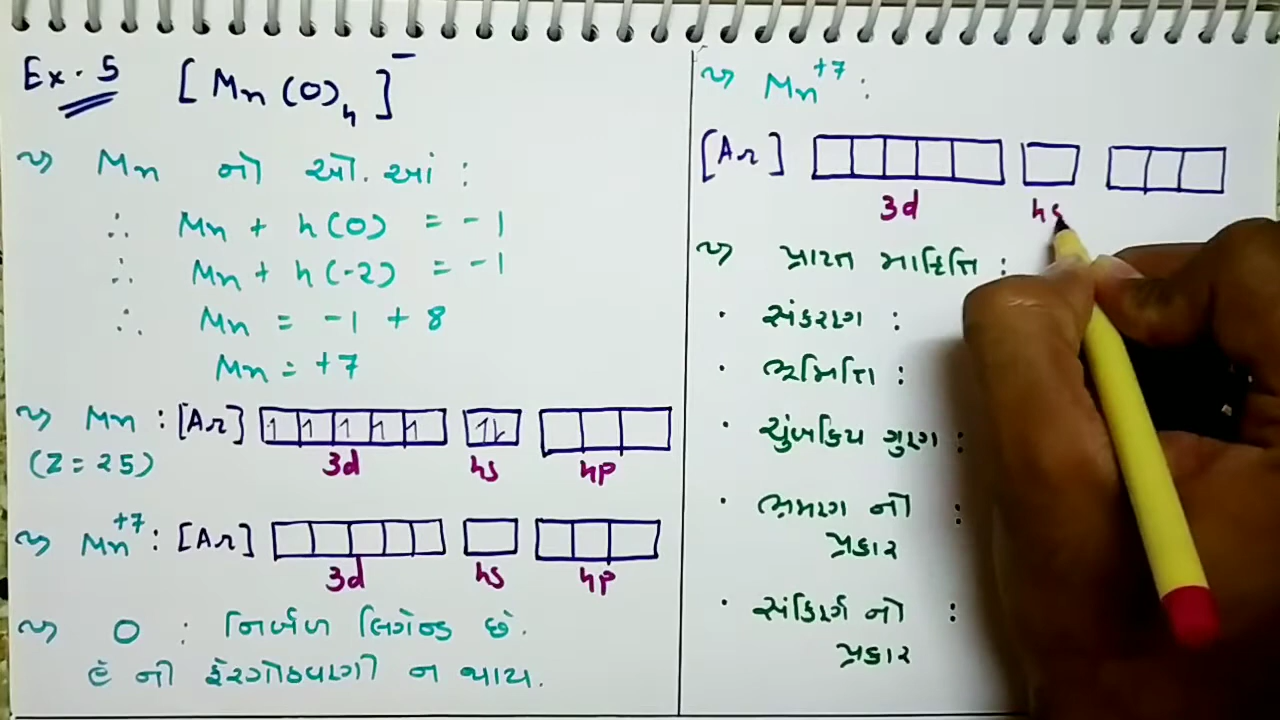 Ex. 5 [Mn(O)4]⁻
Mn નો ઓ. આં :
∴ Mn + 4(O) = -1
∴ Mn + 4(-2) = -1
∴ Mn = -1 + 8
Mn = +7
Mn : [Ar] 1 1 1 1 1 1L
(Z = 25) 3d 4s 4p
Mn⁺⁷ : [Ar]
3d 4s 4p
O : નિર્બળ લિગેન્ડ છે.
ē ની ફેરગોઠવણી ન થાય.
Mn⁺⁷ :
[Ar]
3d 4s
પ્રારત માહિતિ :
· સંકરણ :
· ભૂમિતિ :
· ચુંબકિય ગુણ :
· ભ્રમણ નો :
પ્રકાર
· સંકિર્ણ નો :
પ્રકાર